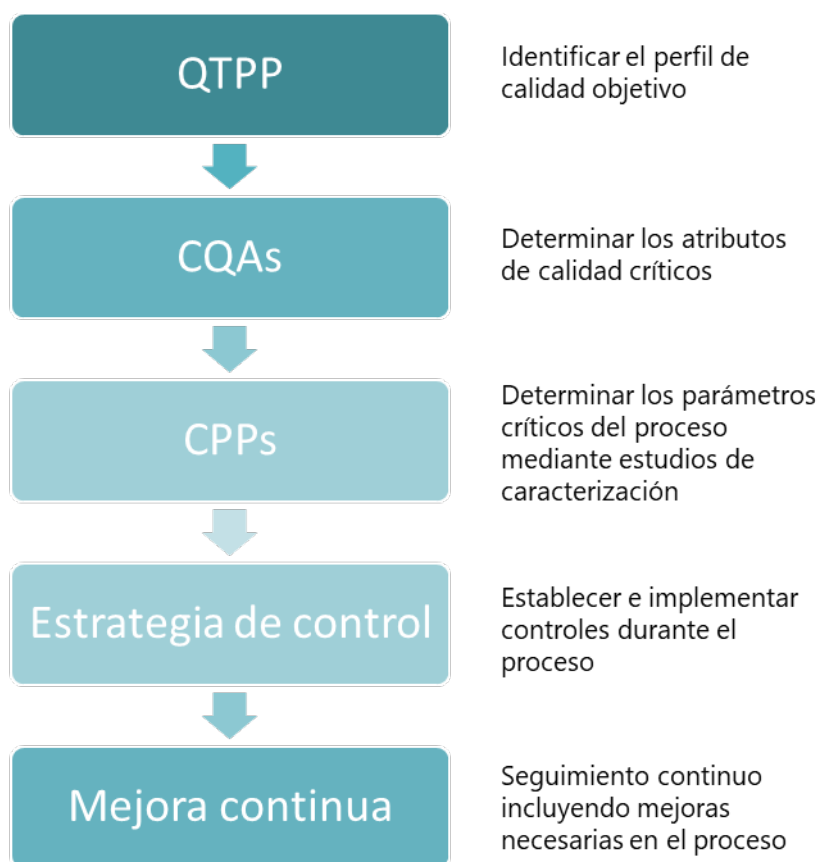 QTPP
Identificar el perfil de
calidad objetivo
CQAs
Determinar los atributos
de calidad críticos
CPPs
Determinar los parámetros
críticos del proceso
mediante estudios de
caracterización
Estrategia de control
Establecer e implementar
controles durante el
proceso
Mejora continua
Seguimiento continuo
incluyendo mejoras
necesarias en el proceso